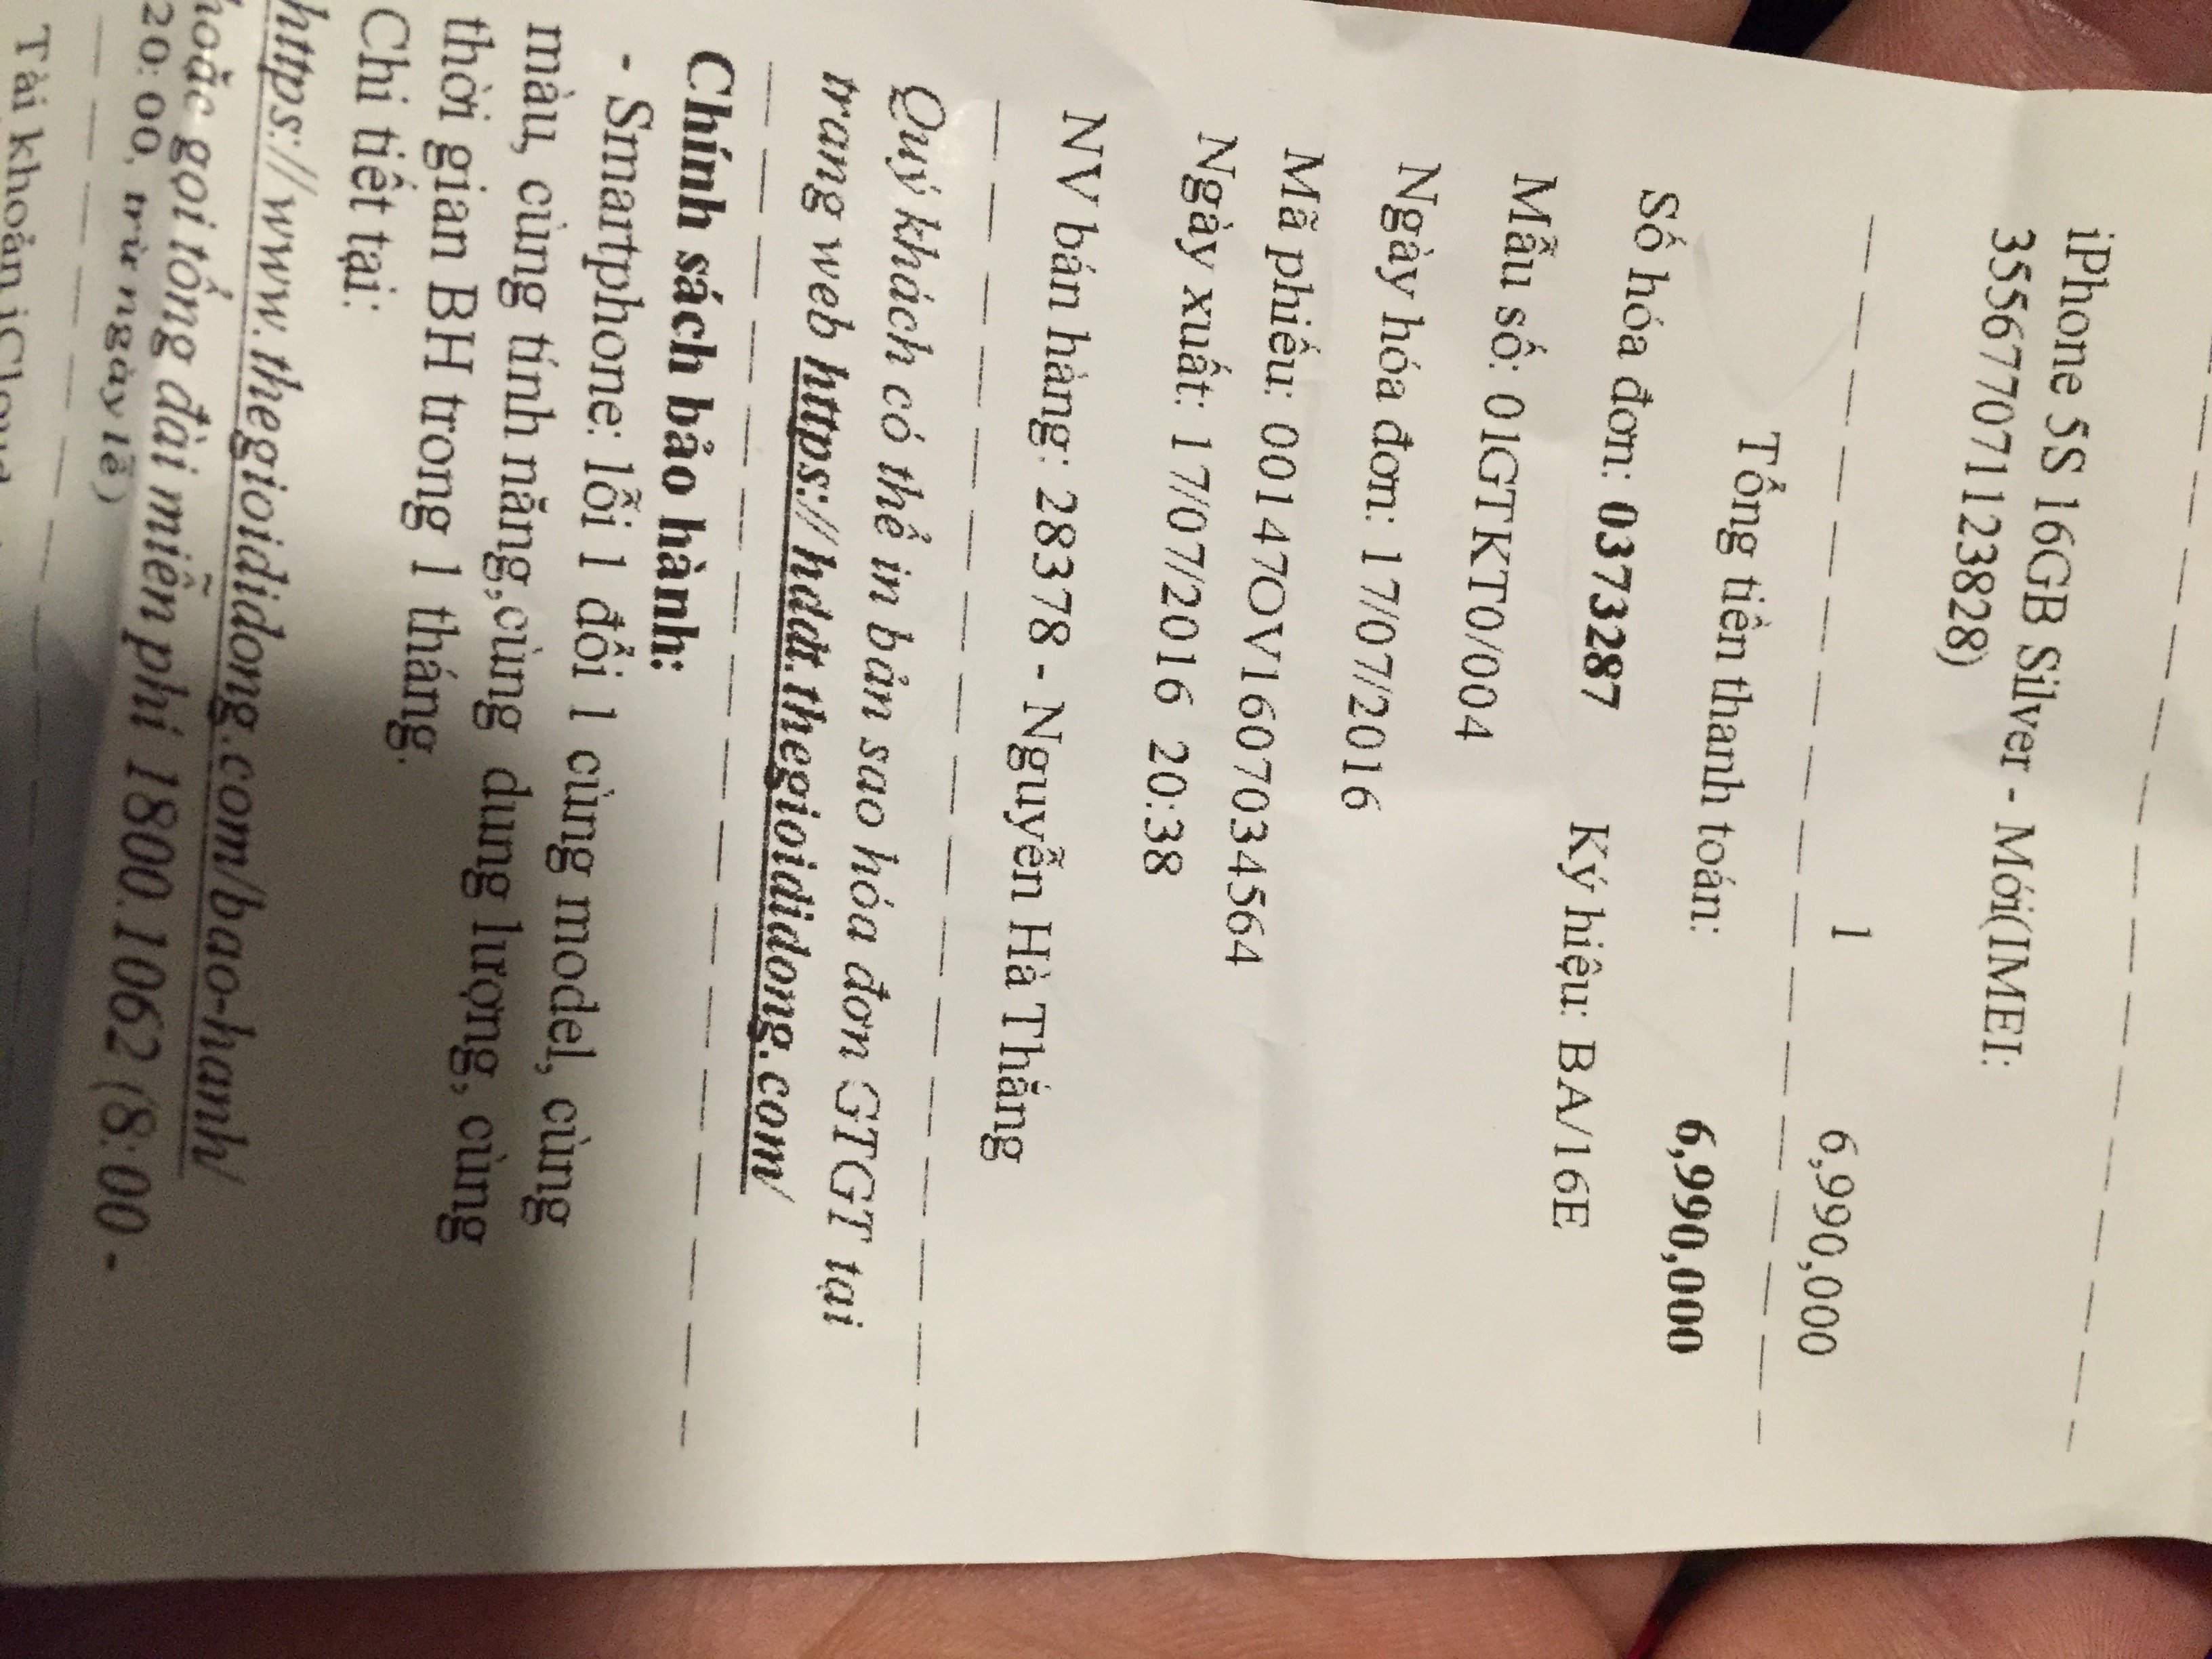 iPhone 5S 16GB Silver - Mới(IMEI:
355677071123828)
1 6,990,000
Tổng tiền thanh toán: 6,990,000
Số hóa đơn: 0373287 Ký hiệu: BA/16E
Mẫu số: 01GTKT0/004
Ngày hóa đơn: 17/07/2016
Mã phiếu: 00147OV1607034564
Ngày xuất: 17/07/2016 20:38
NV bán hàng: 28378 - Nguyễn Hà Thắng
Quý khách có thể in bản sao hóa đơn GTGT tại
trang web https://hddt.thegioididong.com/
Chính sách bảo hành:
- Smartphone: lỗi 1 đổi 1 cùng model, cùng
màu, cùng tính năng,cùng dung lượng, cùng
thời gian BH trong 1 tháng.
Chi tiết tại:
https://www.thegioididong.com/bao-hanh/
hoặc gọi tổng đài miễn phí 1800.1062 (8:00 -
20:00, trừ ngày lễ)
Tài khoản iCloud